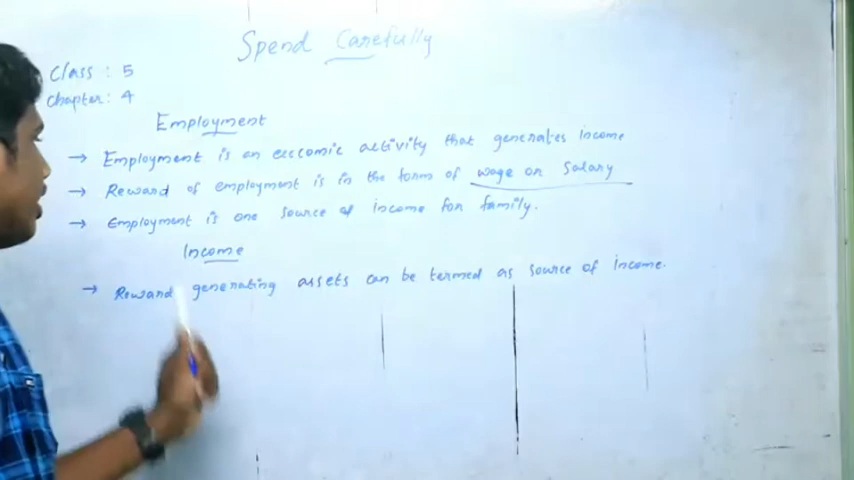 Spend Carefully
Class : 5
Chapter : 4
Employment
→ Employment is an economic activity that generates income
→ Reward of employment is in the form of wage or Salary
→ Employment is one source of income for family.
Income
→ Reward generating assets can be termed as source of income.